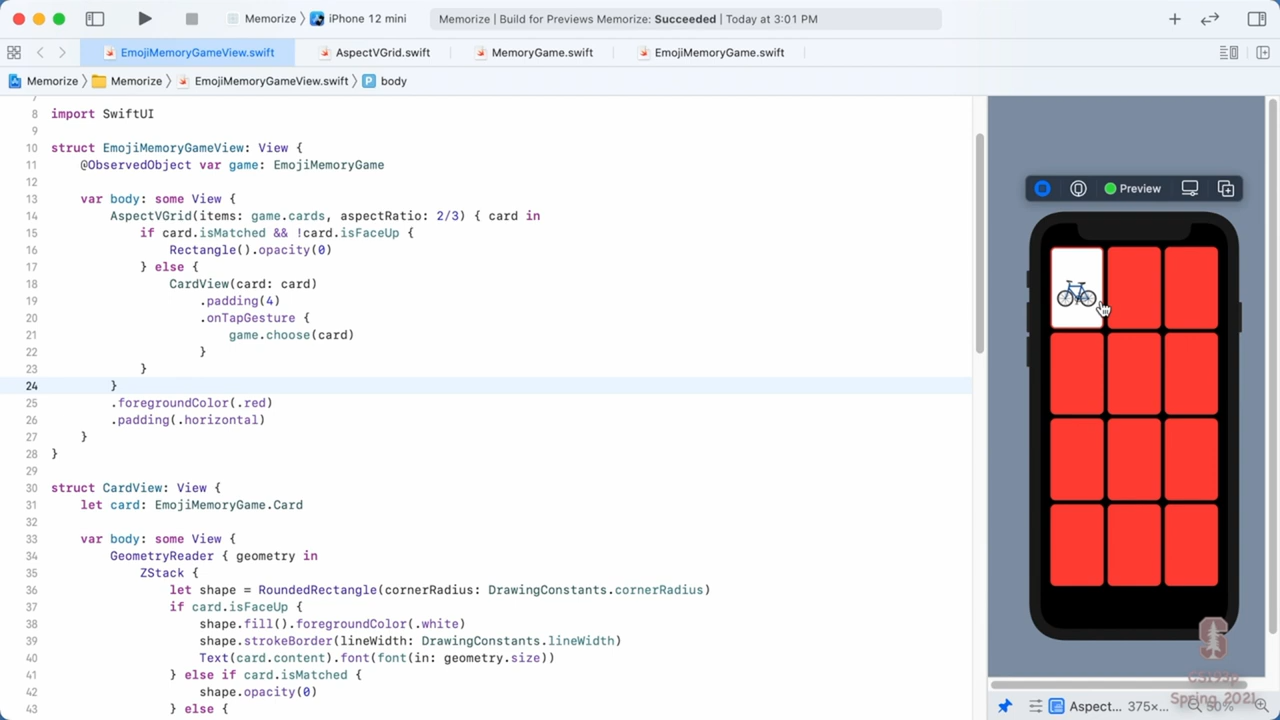 Memorize 〉 iPhone 12 mini
Memorize | Build for Previews Memorize: Succeeded | Today at 3:01 PM
EmojiMemoryGameView.swift AspectVGrid.swift MemoryGame.swift EmojiMemoryGame.swift
Memorize 〉 Memorize 〉 EmojiMemoryGameView.swift 〉 P body
7
8 import SwiftUI
9
10 struct EmojiMemoryGameView: View {
11 @ObservedObject var game: EmojiMemoryGame
12
13 var body: some View {
14 AspectVGrid(items: game.cards, aspectRatio: 2/3) { card in
15 if card.isMatched && !card.isFaceUp {
16 Rectangle().opacity(0)
17 } else {
18 CardView(card: card)
19 .padding(4)
20 .onTapGesture {
21 game.choose(card)
22 }
23 }
24 }
25 .foregroundColor(.red)
26 .padding(.horizontal)
27 }
28 }
29
30 struct CardView: View {
31 let card: EmojiMemoryGame.Card
32
33 var body: some View {
34 GeometryReader { geometry in
35 ZStack {
36 let shape = RoundedRectangle(cornerRadius: DrawingConstants.cornerRadius)
37 if card.isFaceUp {
38 shape.fill().foregroundColor(.white)
39 shape.strokeBorder(lineWidth: DrawingConstants.lineWidth)
40 Text(card.content).font(font(in: geometry.size))
41 } else if card.isMatched {
42 shape.opacity(0)
43 } else {
Preview
CS193p
Spring 2021
Aspect... 375×... 50%